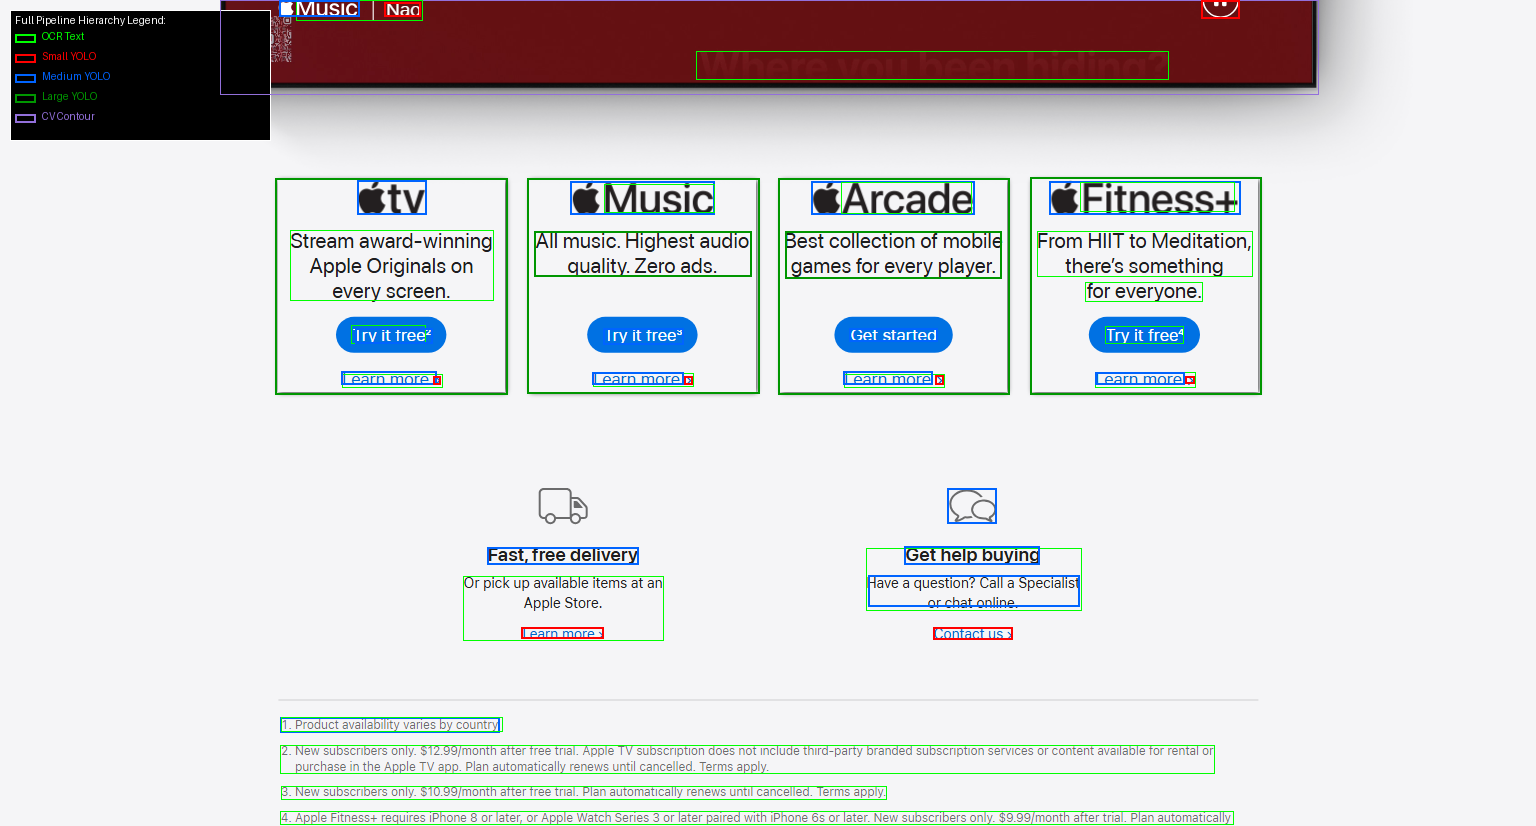 Full Pipeline Hierarchy Legend:
OCR Text
Small YOLO
Medium YOLO
Large YOLO
CV Contour
Music | Nao
Where you been hiding?
tv
Stream award-winning
Apple Originals on
every screen.
Try it free²
Learn more ›
Music
All music. Highest audio
quality. Zero ads.
Try it free³
Learn more ›
Arcade
Best collection of mobile
games for every player.
Get started
Learn more ›
Fitness+
From HIIT to Meditation,
there’s something
for everyone.
Try it free⁴
Learn more ›
Fast, free delivery
Or pick up available items at an
Apple Store.
Learn more ›
Get help buying
Have a question? Call a Specialist
or chat online.
Contact us ›
1. Product availability varies by country
2. New subscribers only. $12.99/month after free trial. Apple TV subscription does not include third-party branded subscription services or content available for rental or
purchase in the Apple TV app. Plan automatically renews until cancelled. Terms apply.
3. New subscribers only. $10.99/month after free trial. Plan automatically renews until cancelled. Terms apply.
4. Apple Fitness+ requires iPhone 8 or later, or Apple Watch Series 3 or later paired with iPhone 6s or later. New subscribers only. $9.99/month after trial. Plan automatically